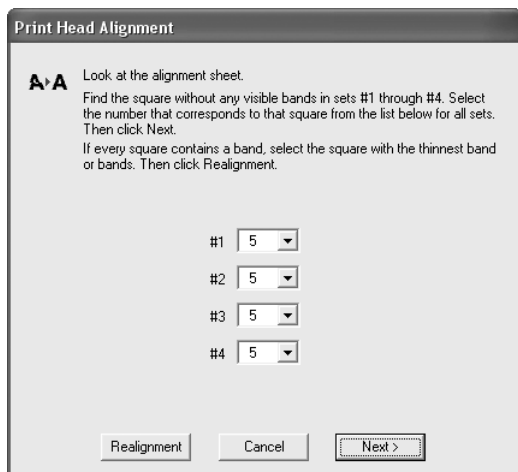 Print Head Alignment
A▸A Look at the alignment sheet.
Find the square without any visible bands in sets #1 through #4. Select
the number that corresponds to that square from the list below for all sets.
Then click Next.
If every square contains a band, select the square with the thinnest band
or bands. Then click Realignment.
#1 5
#2 5
#3 5
#4 5
Realignment Cancel Next >